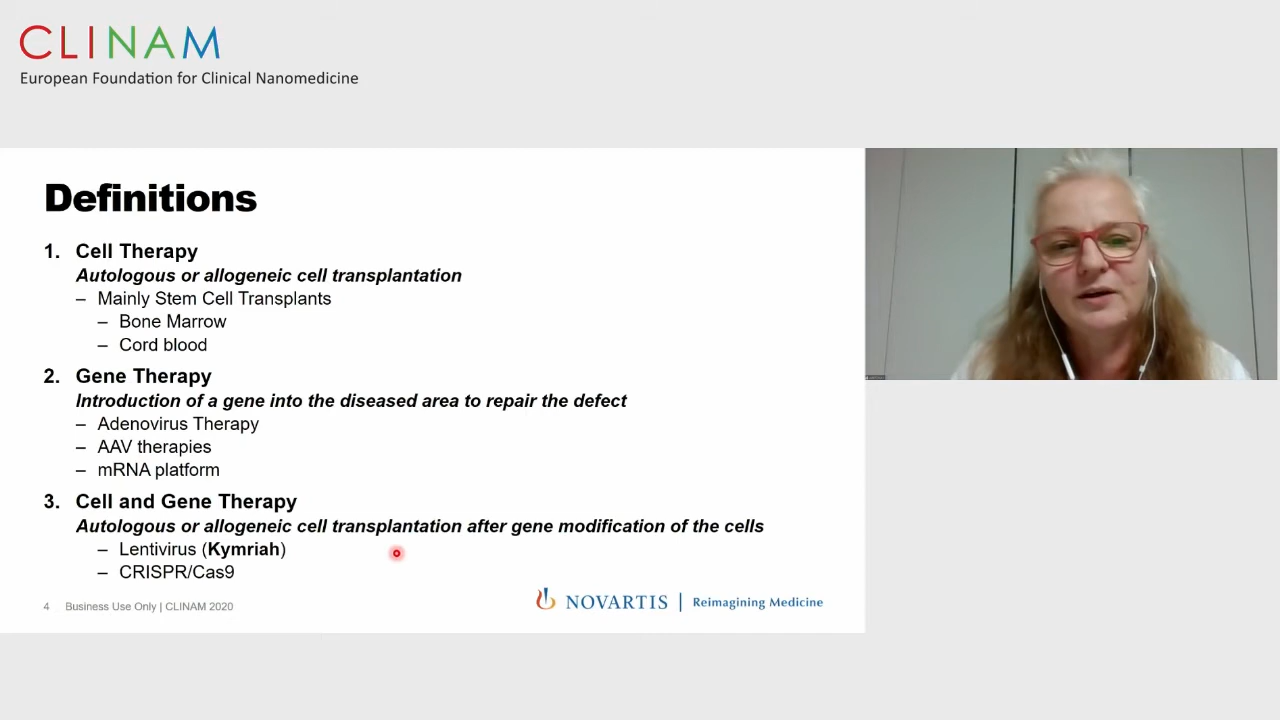 CLINAM
European Foundation for Clinical Nanomedicine
Definitions
1. Cell Therapy
Autologous or allogeneic cell transplantation
– Mainly Stem Cell Transplants
– Bone Marrow
– Cord blood
2. Gene Therapy
Introduction of a gene into the diseased area to repair the defect
– Adenovirus Therapy
– AAV therapies
– mRNA platform
3. Cell and Gene Therapy
Autologous or allogeneic cell transplantation after gene modification of the cells
– Lentivirus (Kymriah)
– CRISPR/Cas9
4 Business Use Only | CLINAM 2020
NOVARTIS | Reimagining Medicine